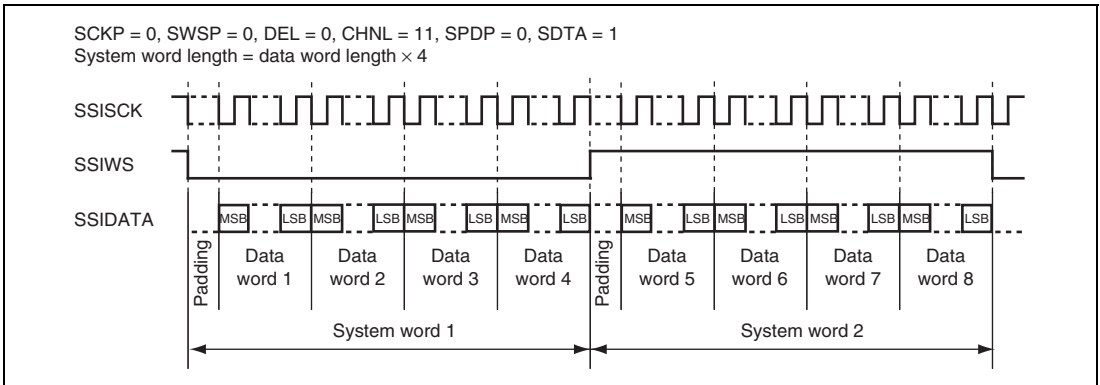 SCKP = 0, SWSP = 0, DEL = 0, CHNL = 11, SPDP = 0, SDTA = 1
System word length = data word length × 4
SSISCK
SSIWS
SSIDATA
MSB LSB MSB LSB MSB LSB MSB LSB MSB LSB MSB LSB MSB LSB MSB LSB
Padding
Data word 1
Data word 2
Data word 3
Data word 4
Padding
Data word 5
Data word 6
Data word 7
Data word 8
System word 1
System word 2